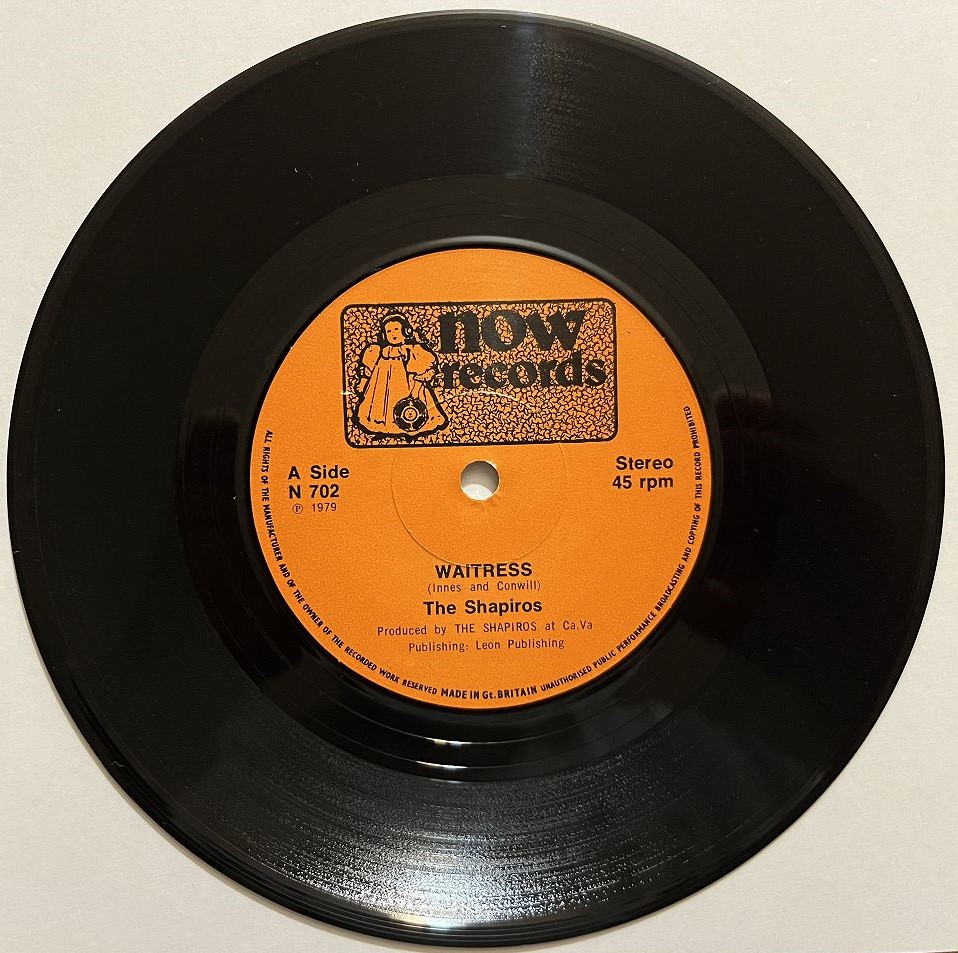 now
records
A Side
N 702
℗ 1979
Stereo
45 rpm
WAITRESS
(Innes and Conwill)
The Shapiros
Produced by THE SHAPIROS at Ca.Va
Publishing: Leon Publishing
ALL RIGHTS OF THE MANUFACTURER AND OF THE OWNER OF THE RECORDED WORK RESERVED MADE IN Gt. BRITAIN UNAUTHORISED PUBLIC PERFORMANCE BROADCASTING AND COPYING OF THIS RECORD PROHIBITED